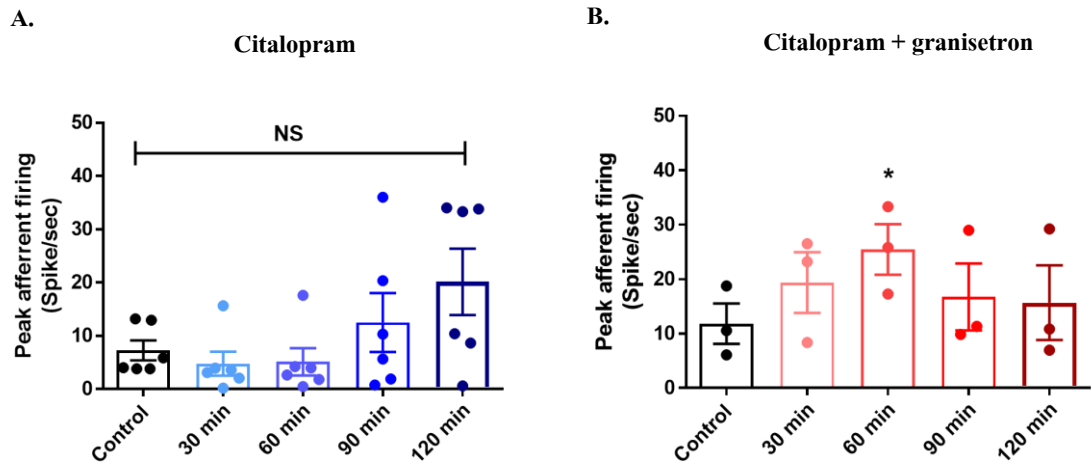 A.
Citalopram
Peak afferrent firing
(Spike/sec)
50
40
30
20
10
0
NS
Control
30 min
60 min
90 min
120 min
B.
Citalopram + granisetron
Peak afferent firing
(Spike/sec)
50
40
30
20
10
0
*
Control
30 min
60 min
90 min
120 min